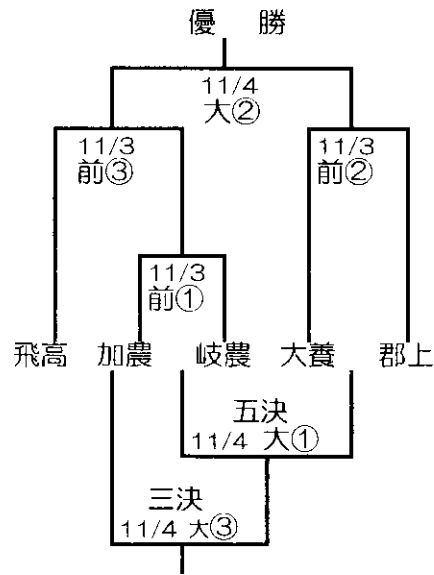 優 勝
11/4
大②
11/3
前③
11/3
前②
11/3
前①
飛高 加農 岐農 大養 郡上
五決
11/4 大①
三決
11/4 大③